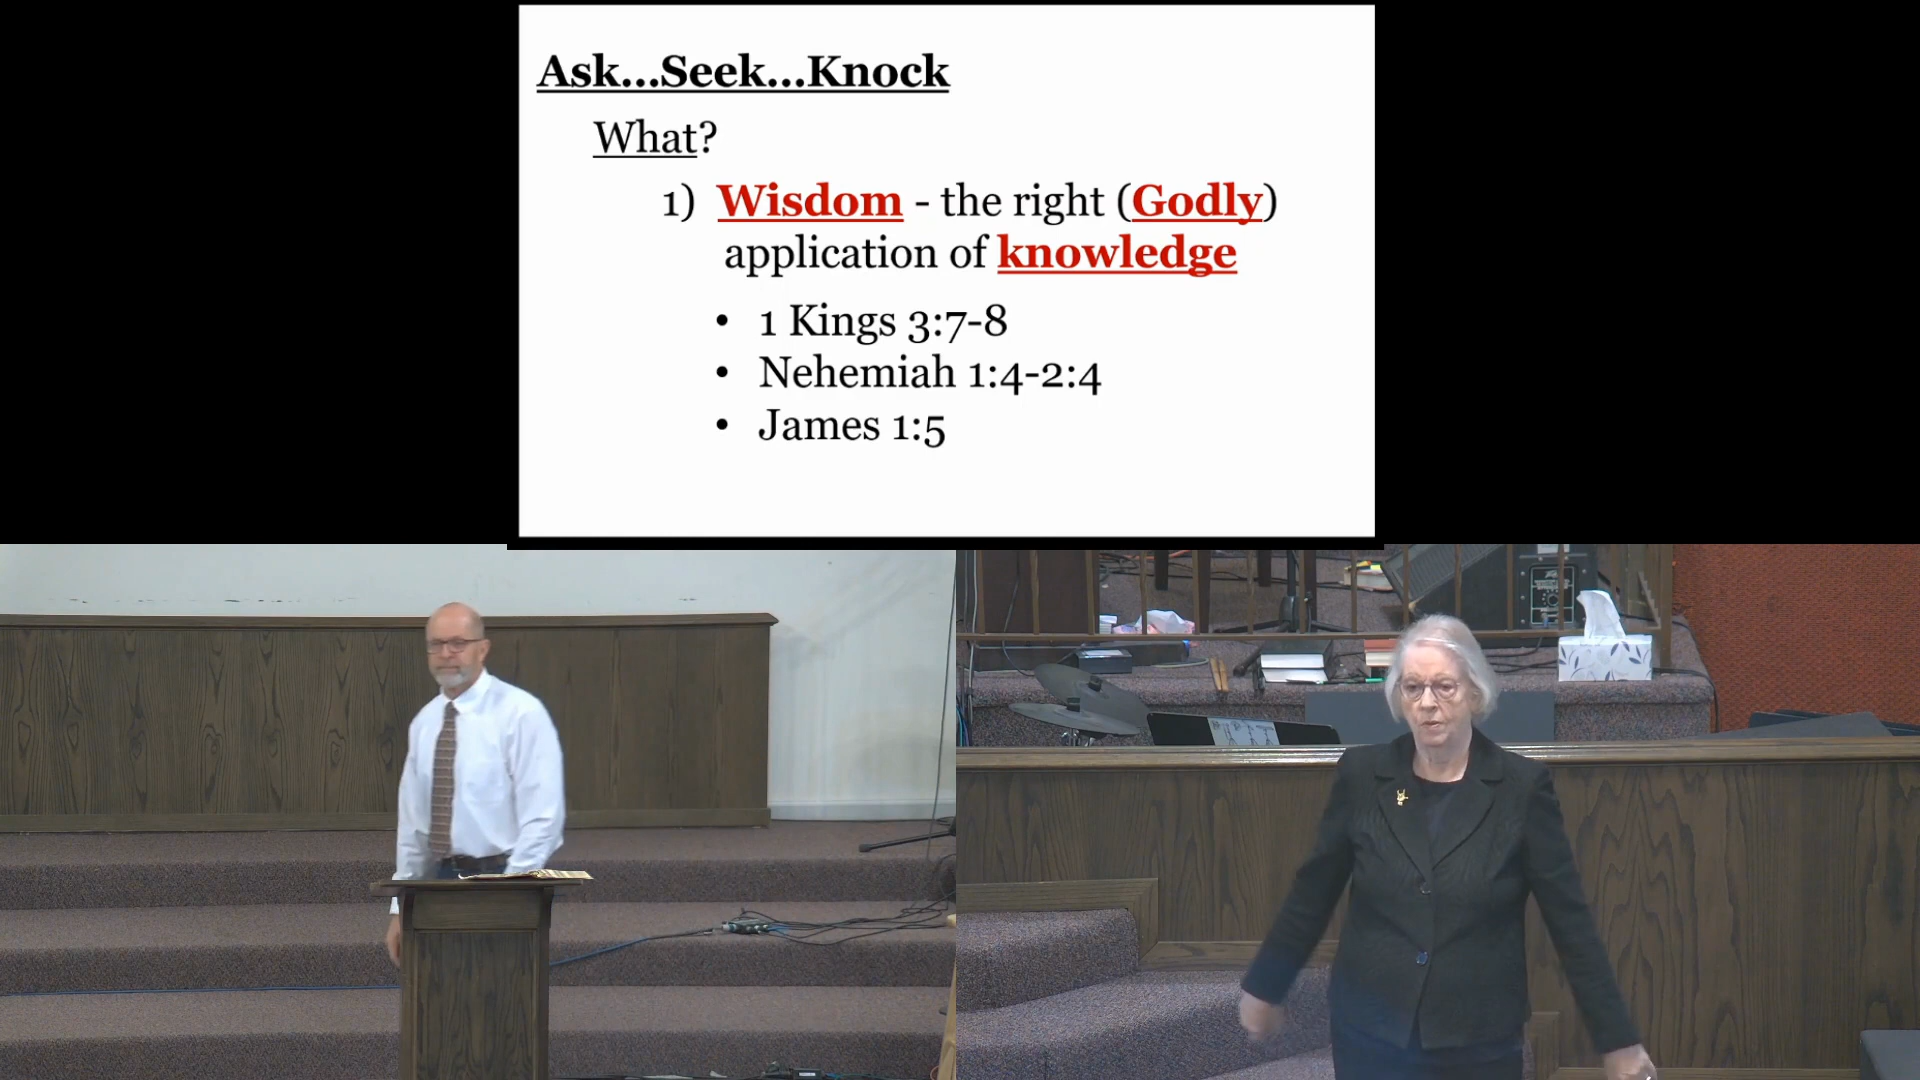 Ask...Seek...Knock
What?
1) Wisdom - the right (Godly)
application of knowledge
• 1 Kings 3:7-8
• Nehemiah 1:4-2:4
• James 1:5